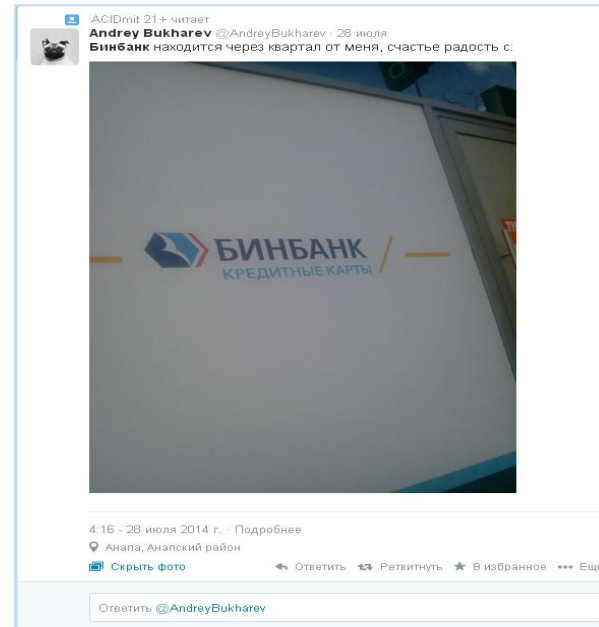 ACIDmit 21+ читает
Andrey Bukharev @AndreyBukharev · 28 июля
Бинбанк находится через квартал от меня, счастье радость с:
БИНБАНК
КРЕДИТНЫЕ КАРТЫ
4:16 - 28 июля 2014 г. · Подробнее
Анапа, Анапский район
Скрыть фото Ответить Ретвитнуть В избранное Ещё
Ответить @AndreyBukharev